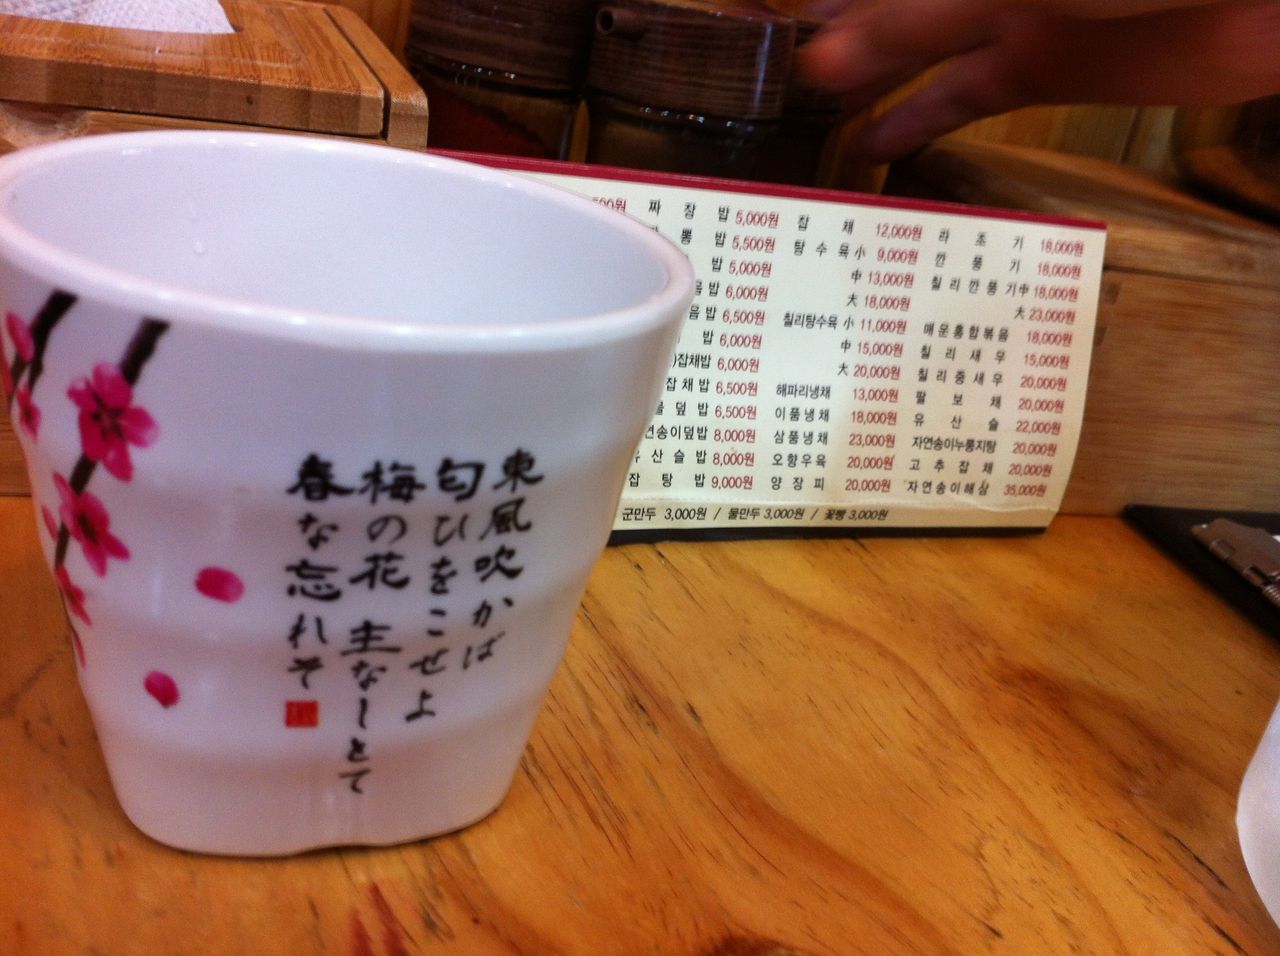 東風吹かば
匂ひをこせよ
梅の花 主なしとて
春な忘れそ
짜 장 밥 5,000원
뽕 밥 5,500원
밥 5,000원
밥 6,000원
음밥 6,500원
밥 6,000원
잡채밥 6,000원
잡채밥 6,500원
덮밥 6,500원
연송이덮밥 8,000원
유산슬밥 8,000원
잡 탕 밥 9,000원
잡 채 12,000원
탕 수 육 小 9,000원
中 13,000원
大 18,000원
칠리탕수육 小 11,000원
中 15,000원
大 20,000원
해파리냉채 13,000원
이품냉채 18,000원
삼품냉채 23,000원
오향우육 20,000원
양 장 피 20,000원
라 조 기 18,000원
깐 풍 기 18,000원
칠리깐풍기 中 18,000원
大 23,000원
매운홍합볶음 18,000원
칠 리 새 우 15,000원
칠리중새우 20,000원
팔 보 채 20,000원
유 산 슬 22,000원
자연송이누룽지탕 20,000원
고 추 잡 채 20,000원
자연송이해삼 35,000원
군만두 3,000원 / 물만두 3,000원 / 꽃빵 3,000원